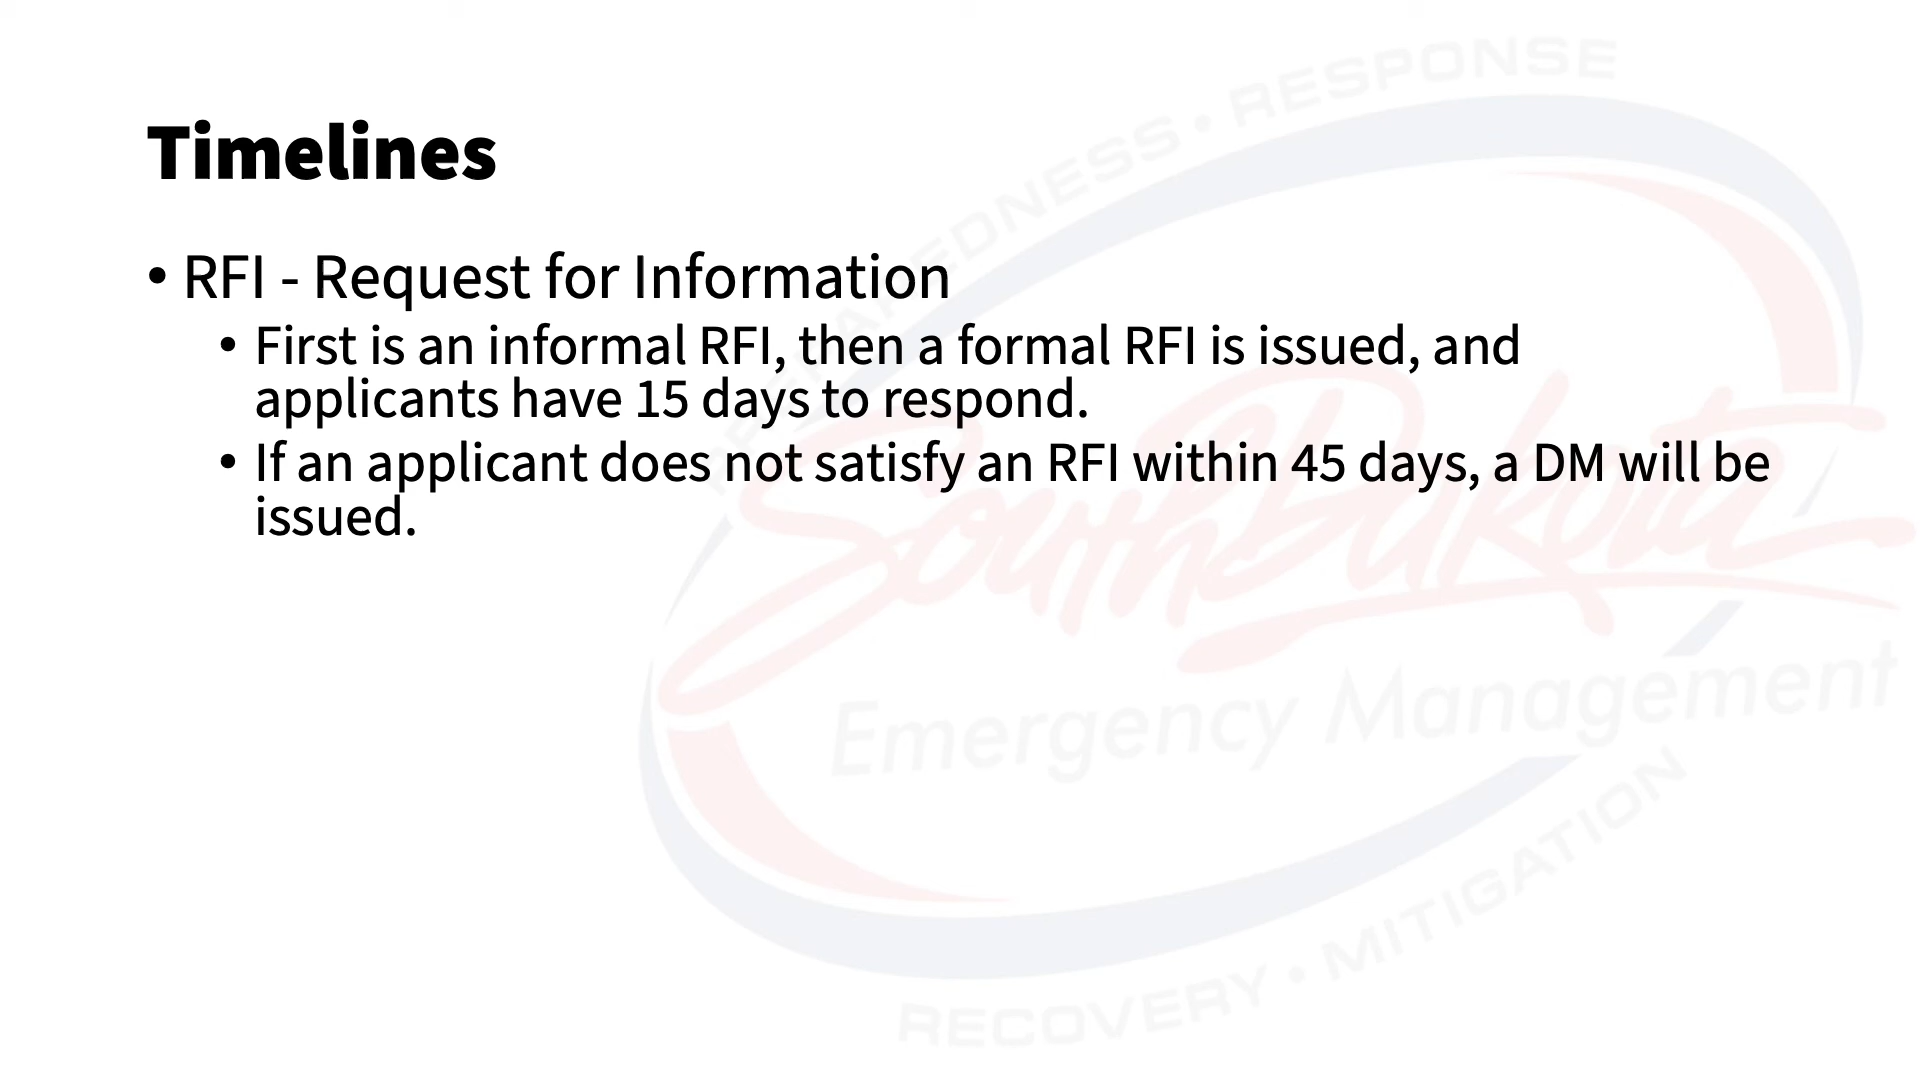 PREPAREDNESS • RESPONSE
Timelines
• RFI - Request for Information
• First is an informal RFI, then a formal RFI is issued, and
applicants have 15 days to respond.
• If an applicant does not satisfy an RFI within 45 days, a DM will be
issued.
South Dakota
Emergency Management
RECOVERY • MITIGATION